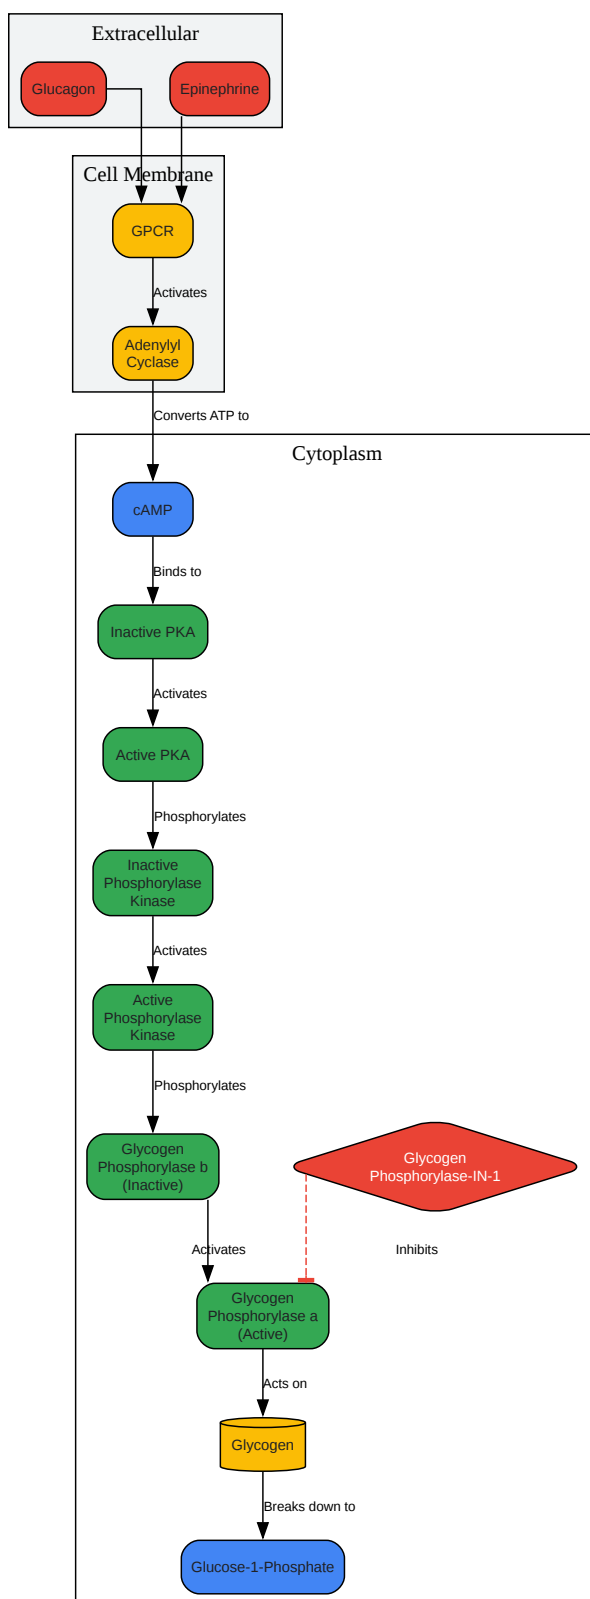 Extracellular
Glucagon
Epinephrine
Cell Membrane
GPCR
Activates
Adenylyl
Cyclase
Converts ATP to
Cytoplasm
cAMP
Binds to
Inactive PKA
Activates
Active PKA
Phosphorylates
Inactive
Phosphorylase
Kinase
Activates
Active
Phosphorylase
Kinase
Phosphorylates
Glycogen
Phosphorylase b
(Inactive)
Glycogen
Phosphorylase-IN-1
Activates
Inhibits
Glycogen
Phosphorylase a
(Active)
Acts on
Glycogen
Breaks down to
Glucose-1-Phosphate